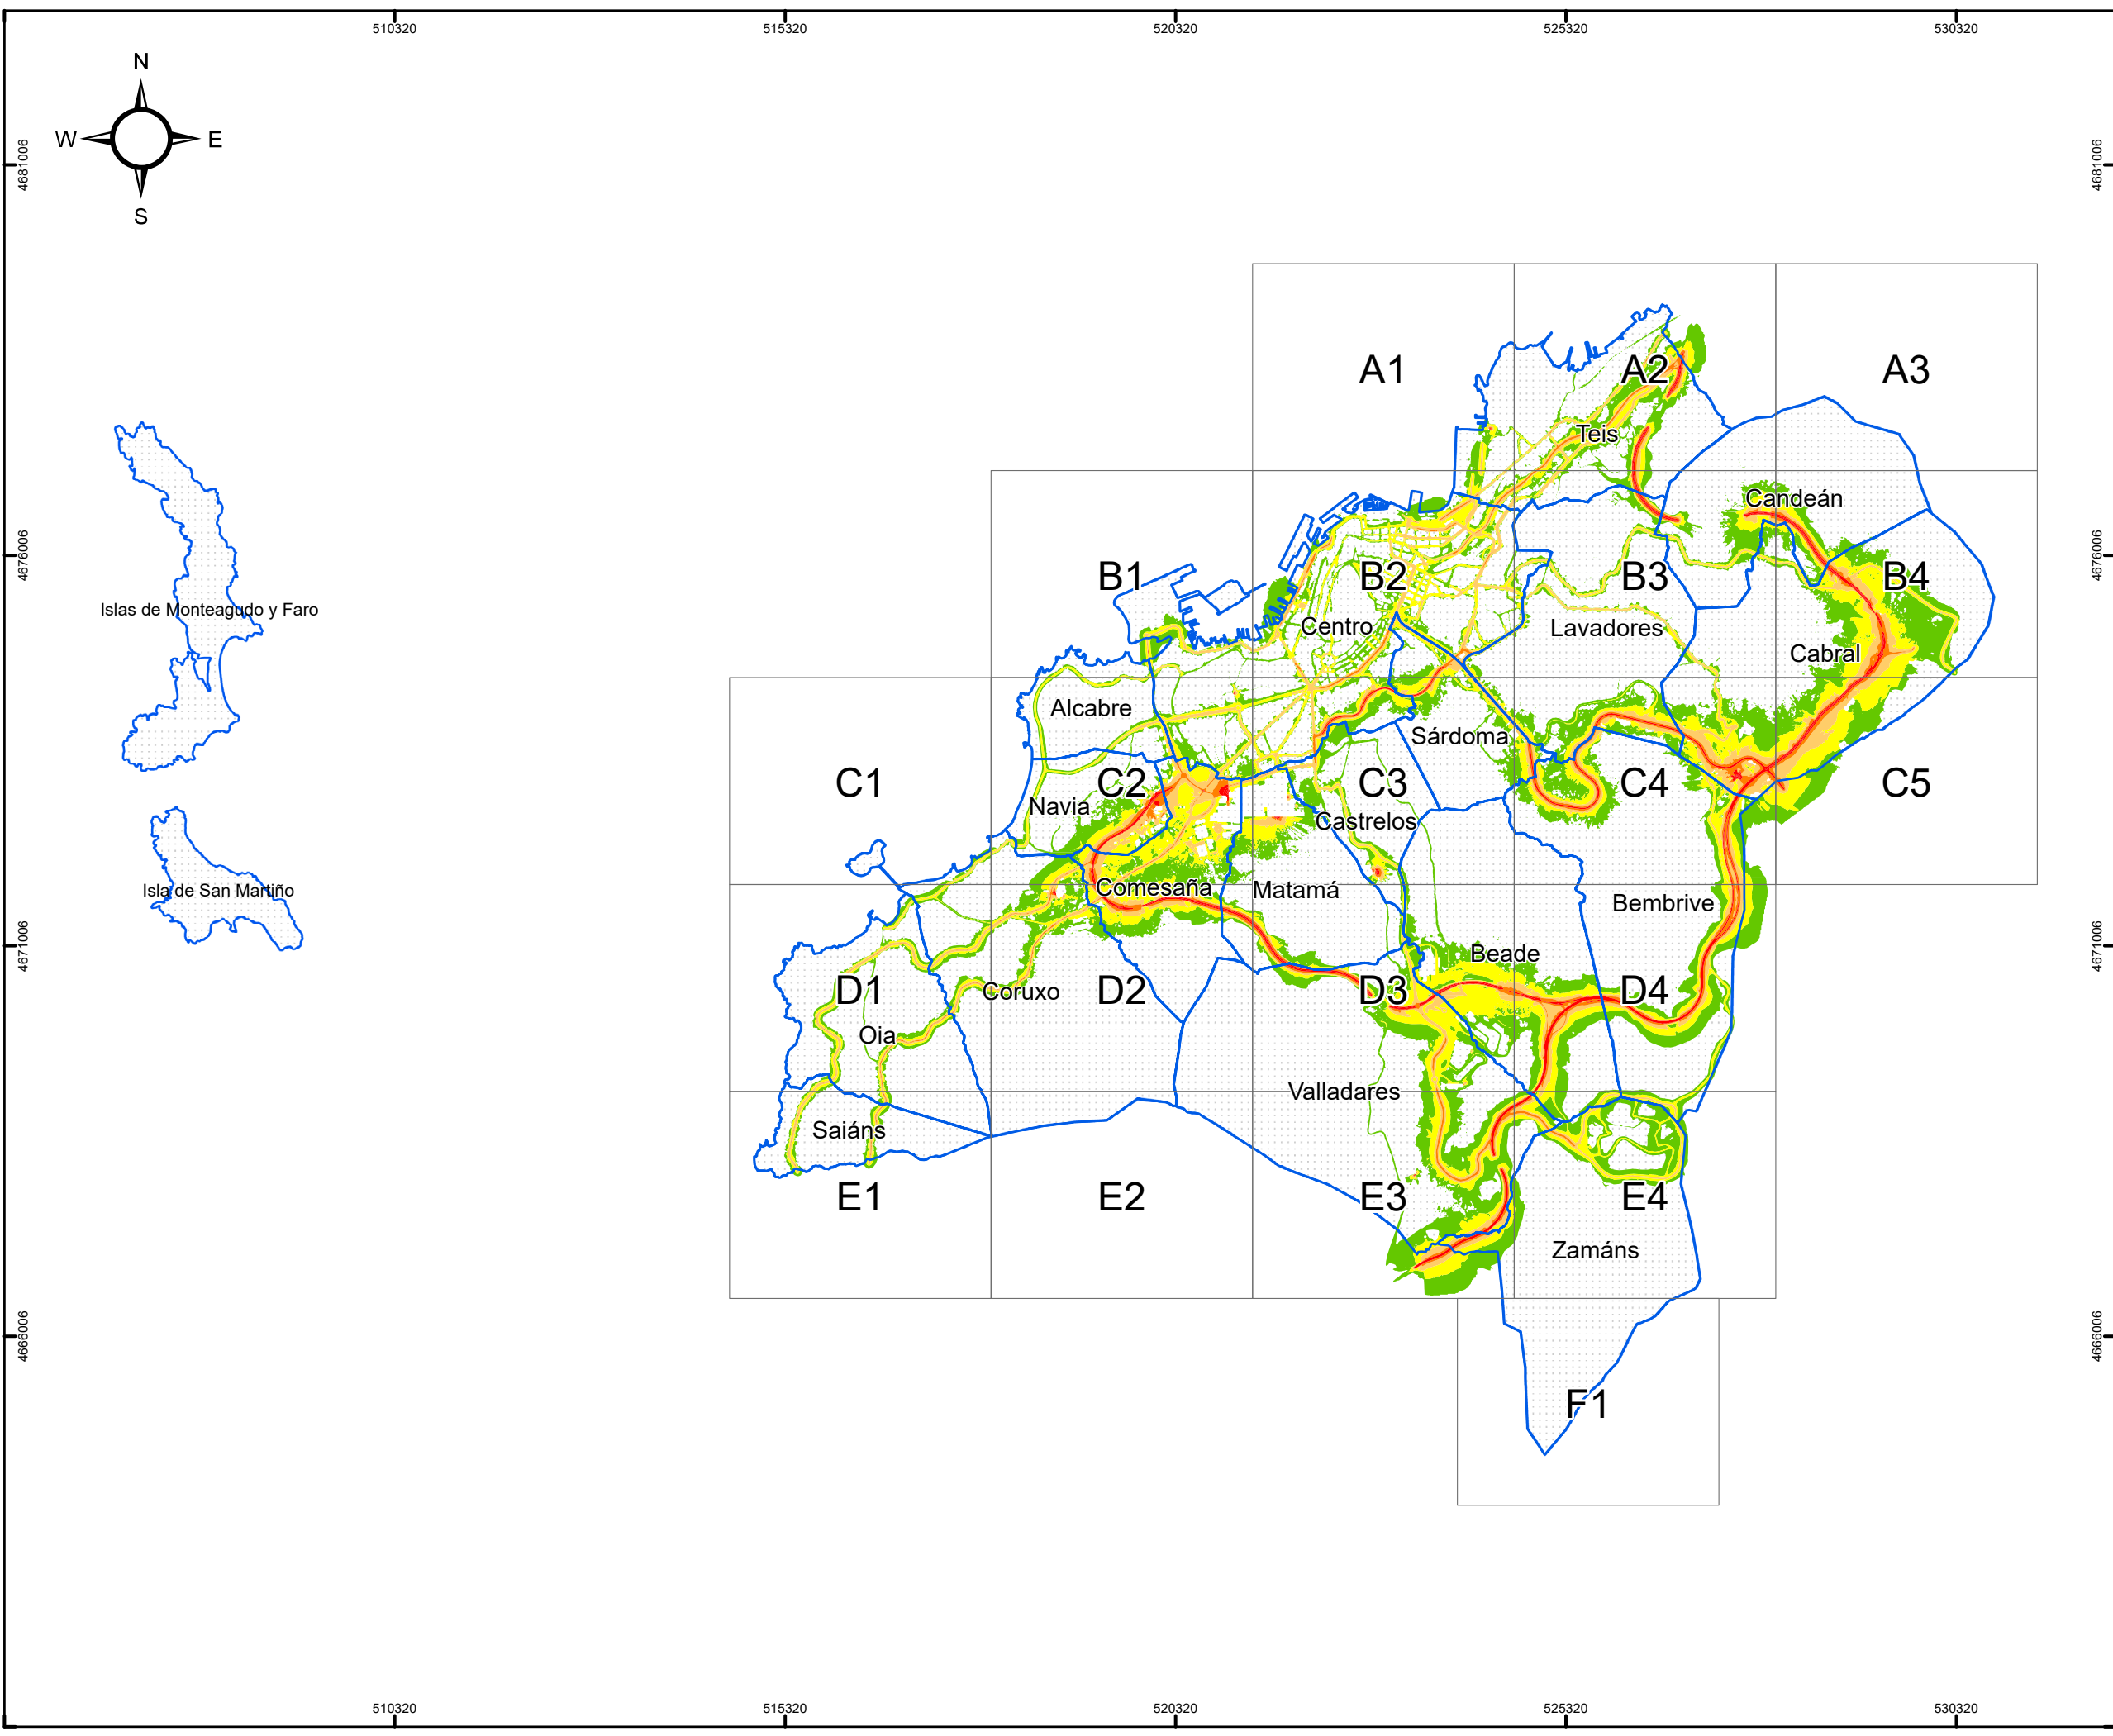 510320
515320
520320
525320
530320
N
W
E
S
4681006
4681006
A1
A2
A3
Teis
Candeán
4676006
4676006
B1
B2
B3
B4
Islas de Monteagudo y Faro
Centro
Lavadores
Cabral
Alcabre
Sárdoma
C1
C2
C3
C4
C5
Navia
Castrelos
Isla de San Martiño
Comesaña
Matamá
Bembrive
4671006
4671006
Beade
D1
Coruxo
D2
D3
D4
Oia
Valladares
Saiáns
E1
E2
E3
E4
Zamáns
4666006
4666006
F1
510320
515320
520320
525320
530320